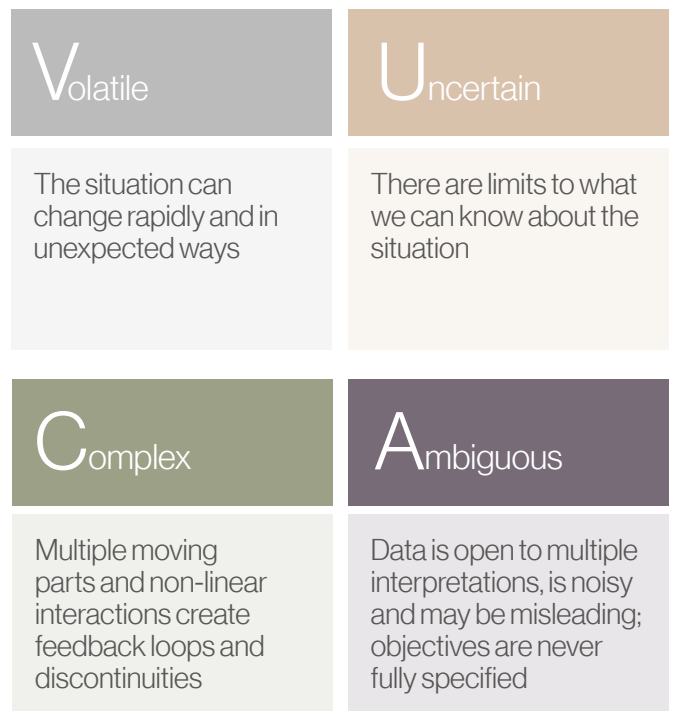 Volatile
The situation can
change rapidly and in
unexpected ways
Uncertain
There are limits to what
we can know about the
situation
Complex
Multiple moving
parts and non-linear
interactions create
feedback loops and
discontinuities
Ambiguous
Data is open to multiple
interpretations, is noisy
and may be misleading;
objectives are never
fully specified